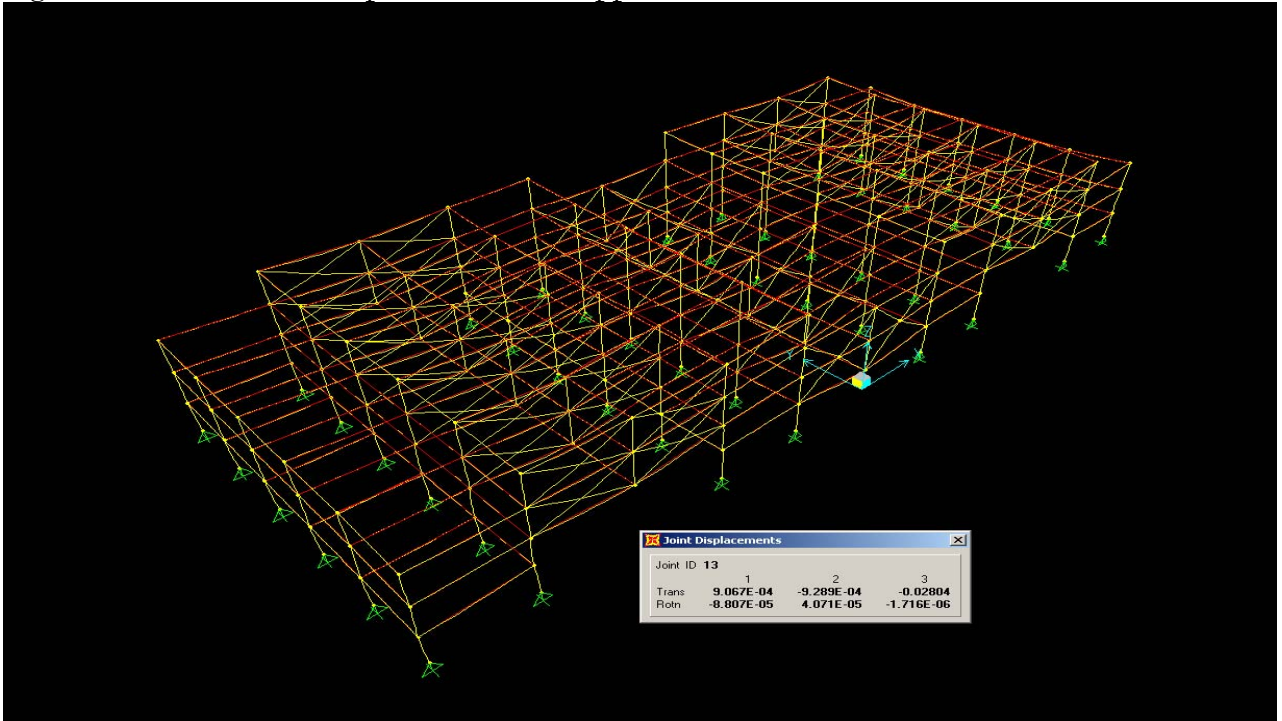 Joint Displacements
Joint ID 13
1 2 3
Trans 9.067E-04 -9.289E-04 -0.02804
Rotn -8.807E-05 4.071E-05 -1.716E-06